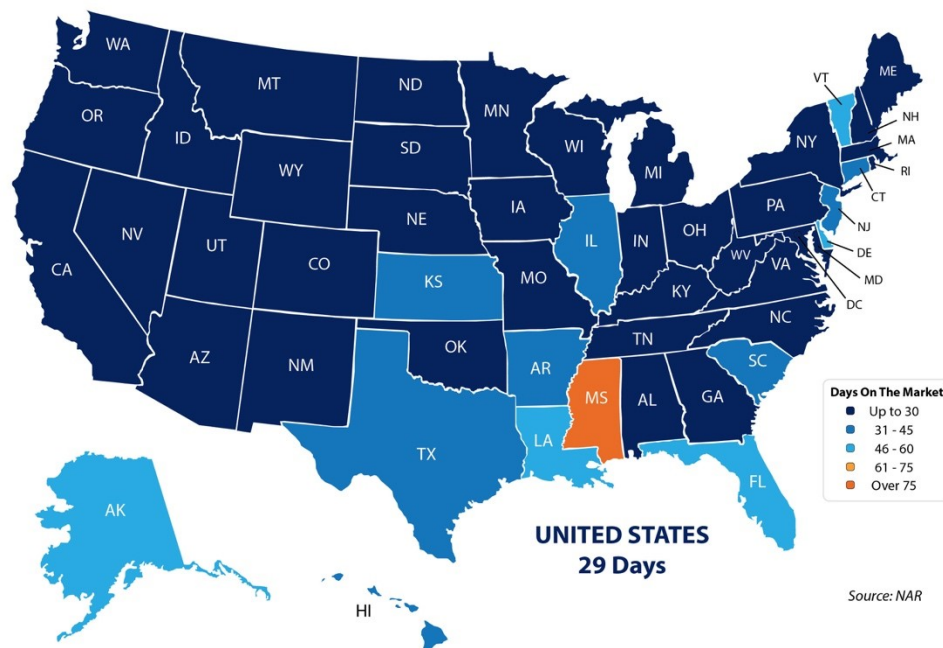 WA
MT
ND
MN
VT
ME
OR
ID
SD
WI
NY
NH
MA
WY
MI
RI
IA
PA
CT
NE
NJ
NV
UT
IL
IN
OH
DE
CA
CO
WV
VA
MD
KS
MO
KY
DC
NC
TN
AZ
NM
OK
AR
SC
MS
AL
GA
LA
TX
FL
AK
HI
Days On The Market
Up to 30
31 - 45
46 - 60
61 - 75
Over 75
UNITED STATES
29 Days
Source: NAR